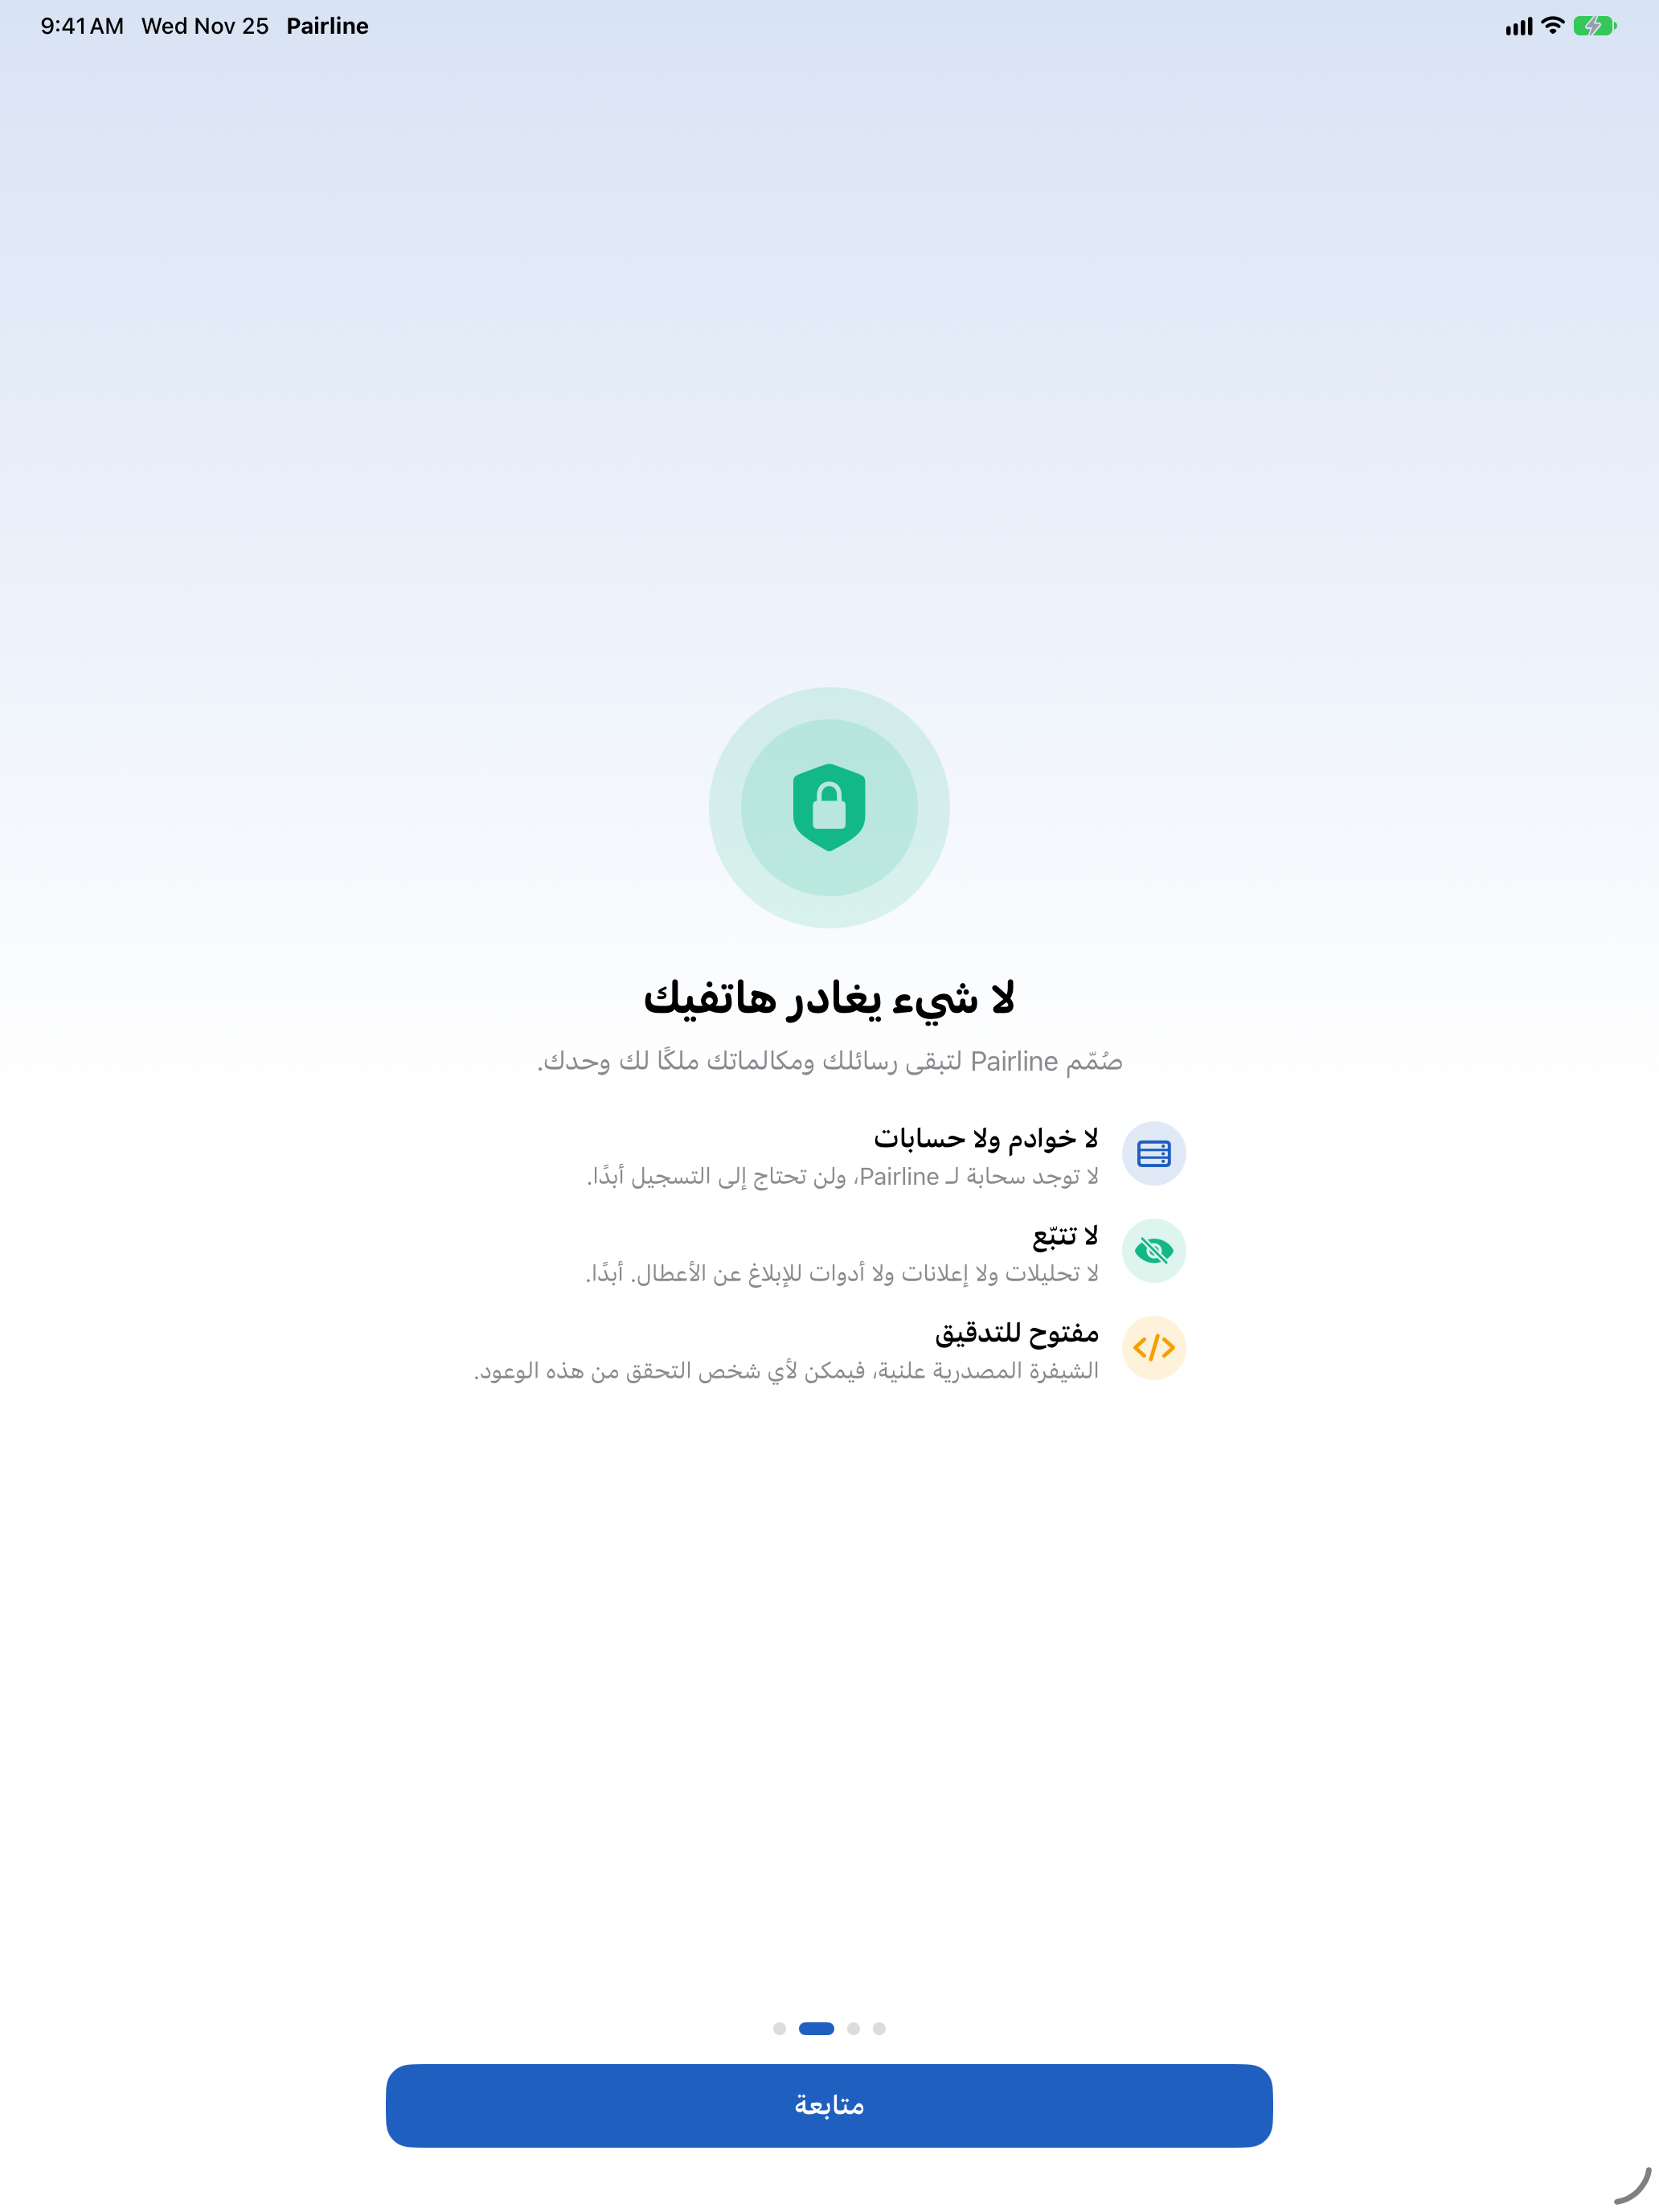 9:41 AM Wed Nov 25 Pairline
لا شيء يغادر هاتفيك
صُمّم Pairline لتبقى رسائلك ومكالماتك ملكًا لك وحدك.
لا خوادم ولا حسابات
لا توجد سحابة لـ Pairline، ولن تحتاج إلى التسجيل أبدًا.
لا تتبّع
لا تحليلات ولا إعلانات ولا أدوات للإبلاغ عن الأعطال. أبدًا.
مفتوح للتدقيق
الشيفرة المصدرية علنية، فيمكن لأي شخص التحقق من هذه الوعود.
متابعة